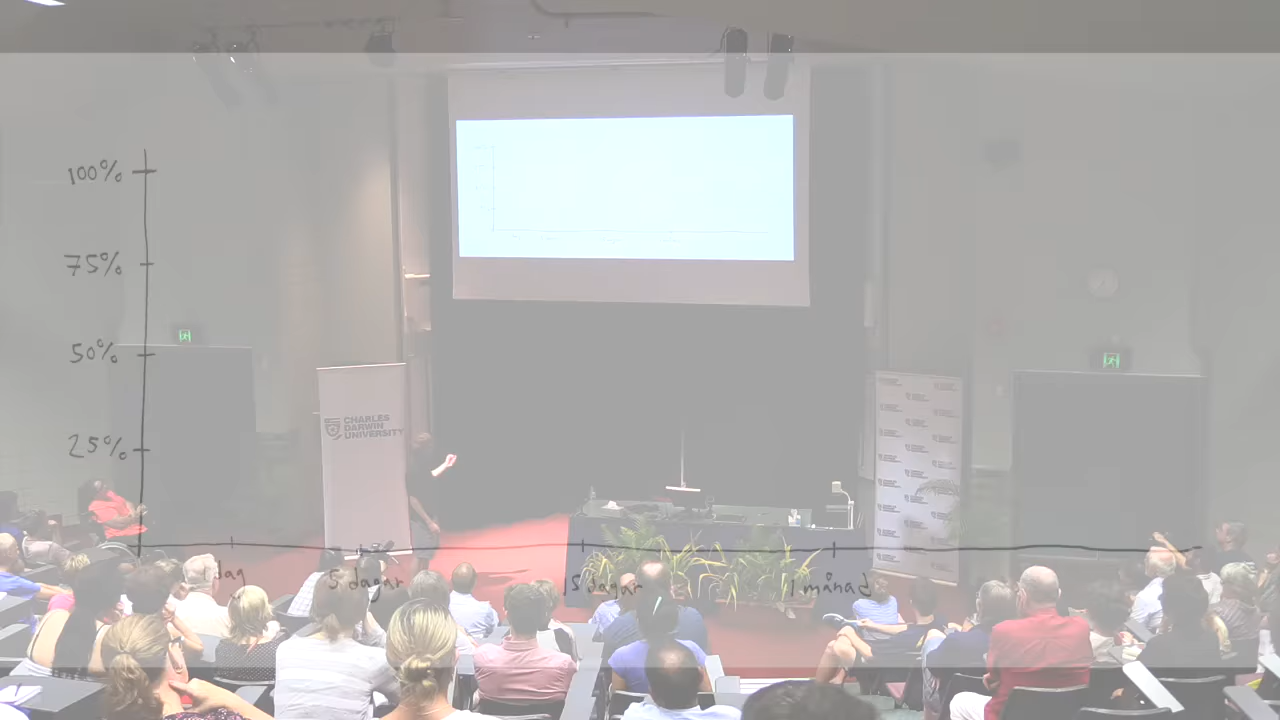 100%
75%
50%
25%
dag
5 dagar
15 dagar
1 månad
CHARLES
DARWIN
UNIVERSITY